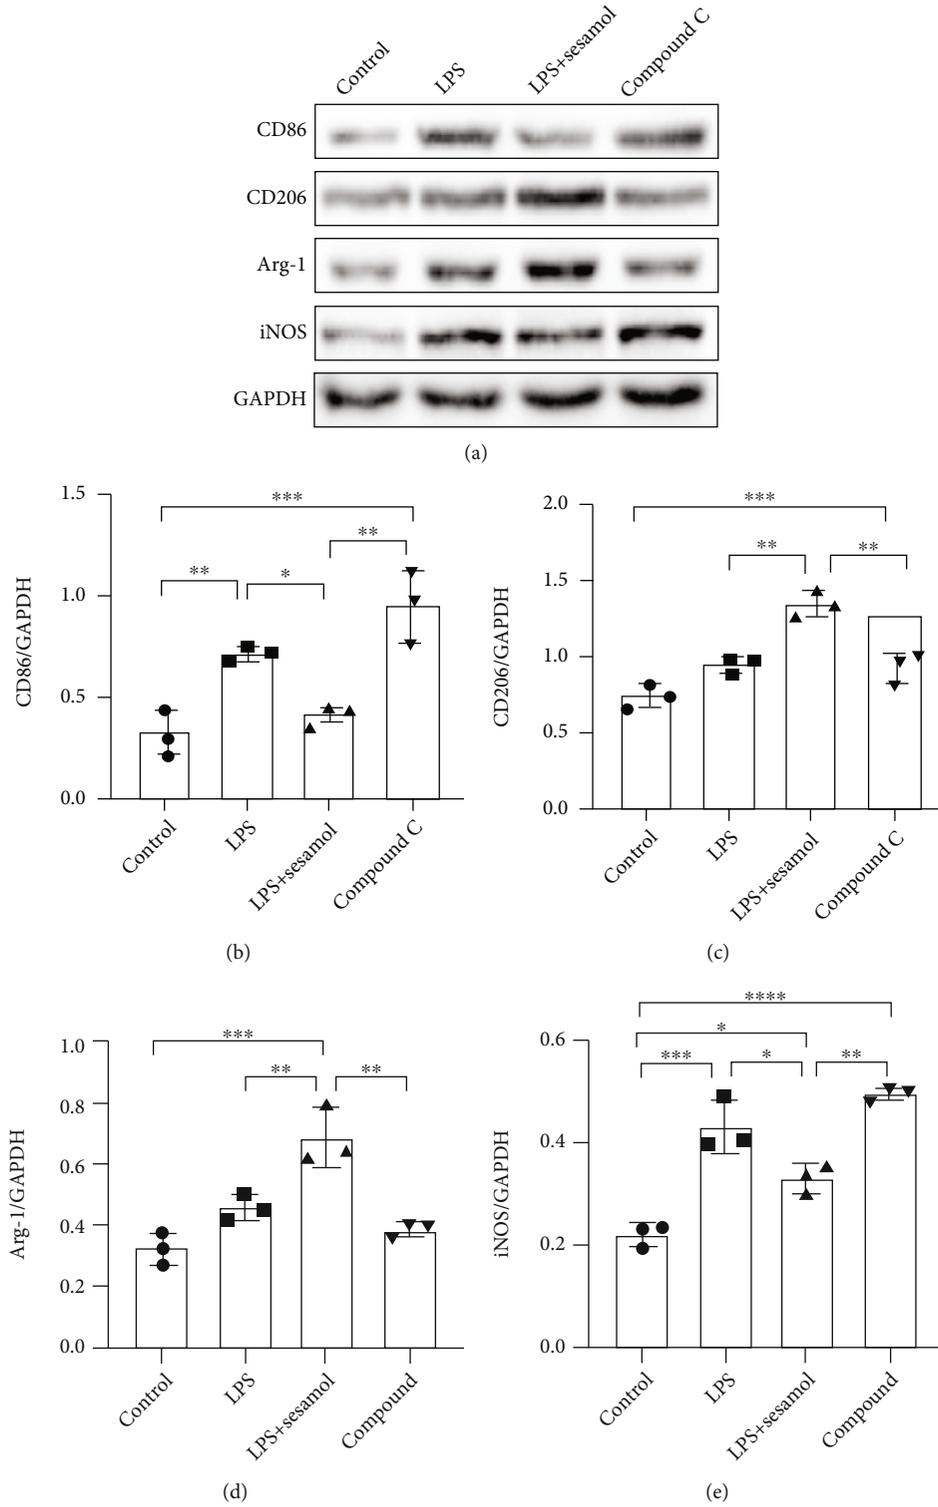 Control
LPS
LPS+sesamol
Compound C
CD86
CD206
Arg-1
iNOS
GAPDH
(a)
CD86/GAPDH
1.5
1.0
0.5
0.0
***
**
**
*
Control
LPS
LPS+sesamol
Compound C
(b)
CD206/GAPDH
2.0
1.5
1.0
0.5
0.0
***
**
**
Control
LPS
LPS+sesamol
Compound C
(c)
Arg-1/GAPDH
1.0
0.8
0.6
0.4
0.2
0.0
***
**
**
Control
LPS
LPS+sesamol
Compound
(d)
iNOS/GAPDH
0.6
0.4
0.2
0.0
****
*
***
*
**
Control
LPS
LPS+sesamol
Compound
(e)